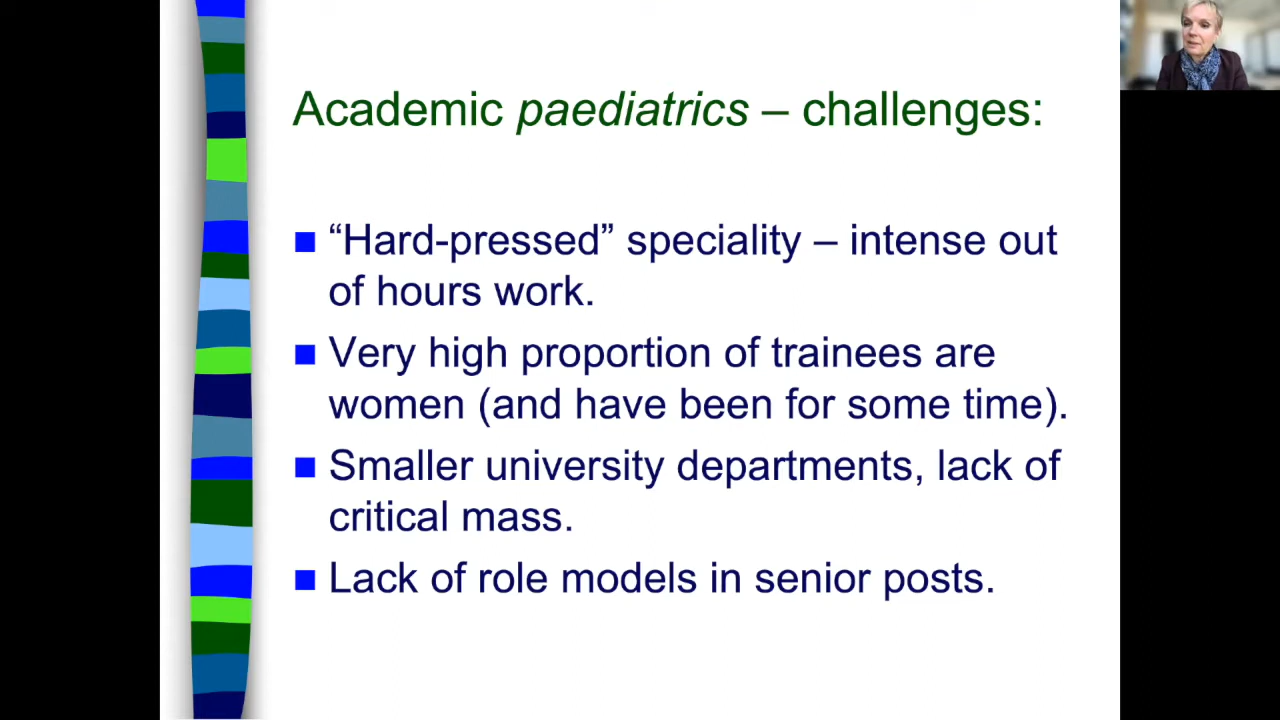 Academic paediatrics – challenges:
“Hard-pressed” speciality – intense out
of hours work.
Very high proportion of trainees are
women (and have been for some time).
Smaller university departments, lack of
critical mass.
Lack of role models in senior posts.